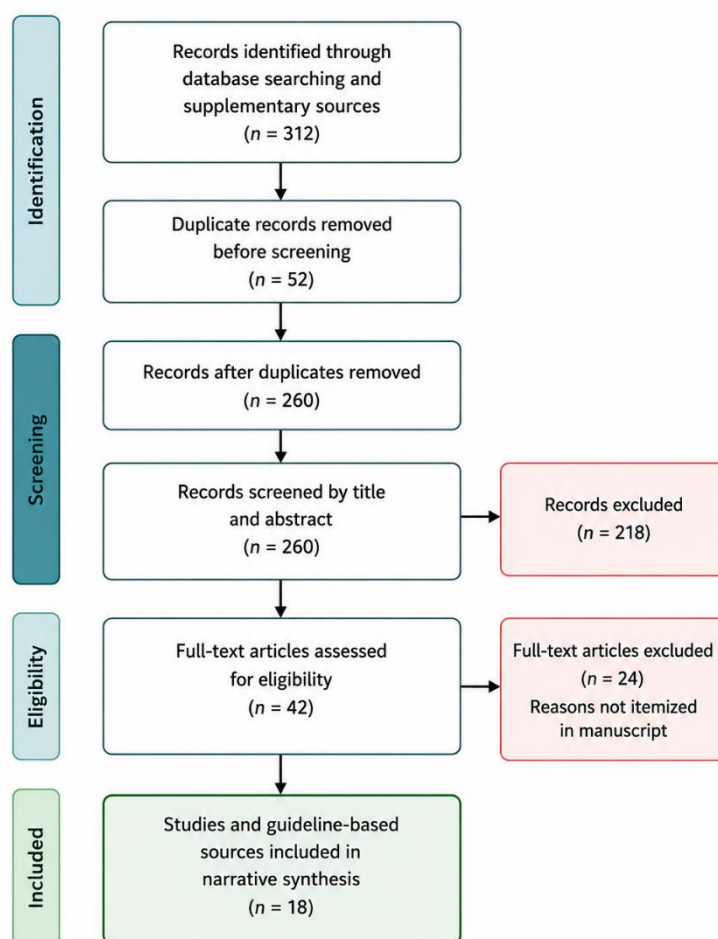 Identification
Records identified through
database searching and
supplementary sources
(n = 312)
Duplicate records removed
before screening
(n = 52)
Screening
Records after duplicates removed
(n = 260)
Records screened by title
and abstract
(n = 260)
Records excluded
(n = 218)
Eligibility
Full-text articles assessed
for eligibility
(n = 42)
Full-text articles excluded
(n = 24)
Reasons not itemized
in manuscript
Included
Studies and guideline-based
sources included in
narrative synthesis
(n = 18)